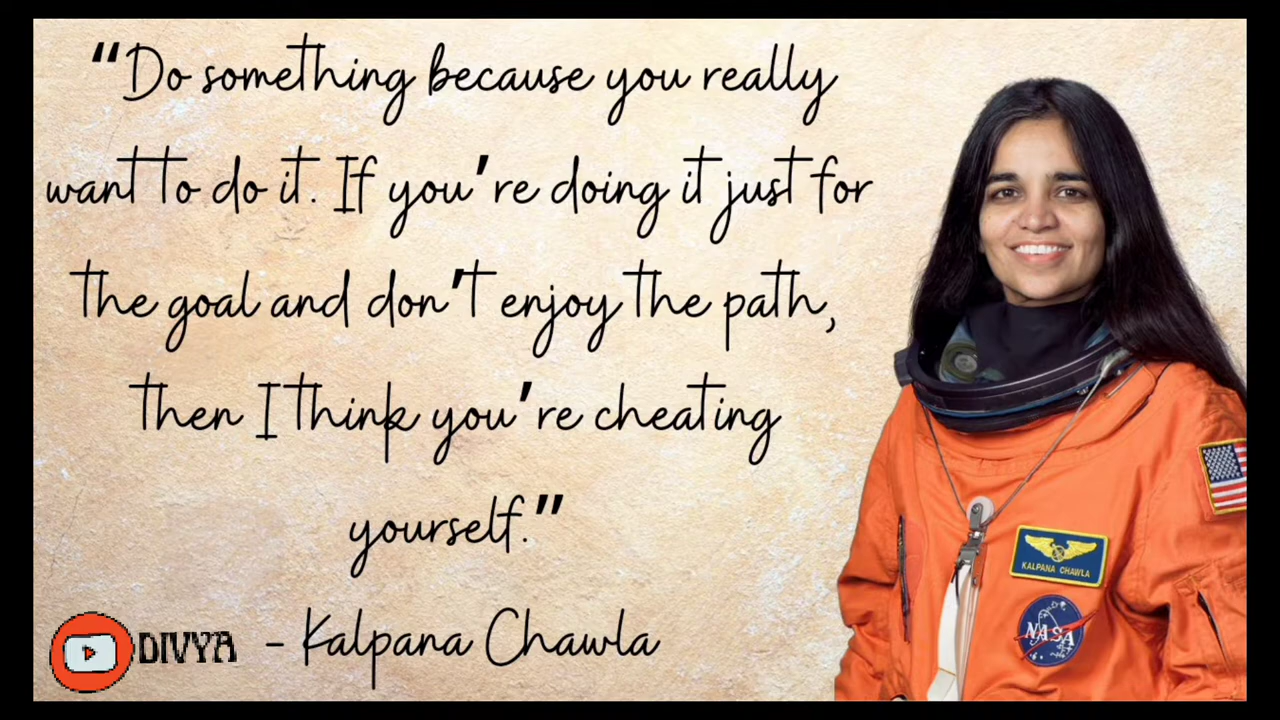 "Do something because you really
want to do it. If you're doing it just for
the goal and don't enjoy the path,
then I think you're cheating
yourself."
- Kalpana Chawla
DIVYA
KALPANA CHAWLA
NASA